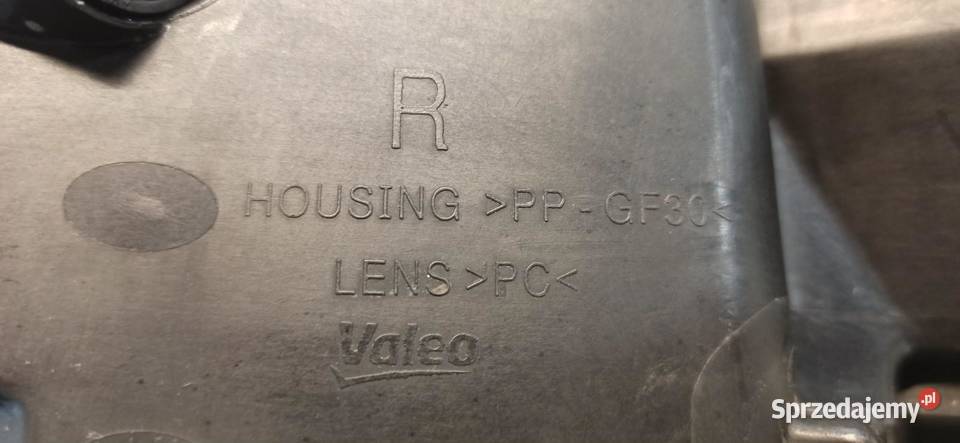 R
HOUSING >PP-GF30<
LENS >PC<
Valeo
Sprzedajemy.pl